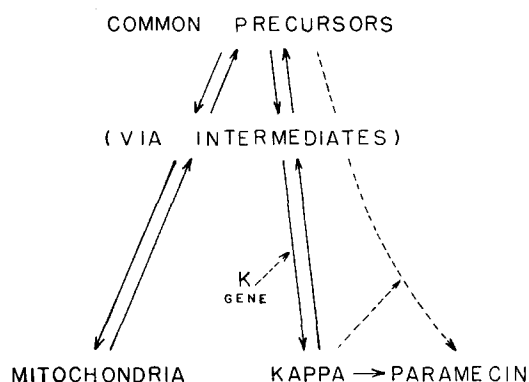 COMMON PRECURSORS
(VIA INTERMEDIATES)
K
GENE
MITOCHONDRIA KAPPA PARAMECIN